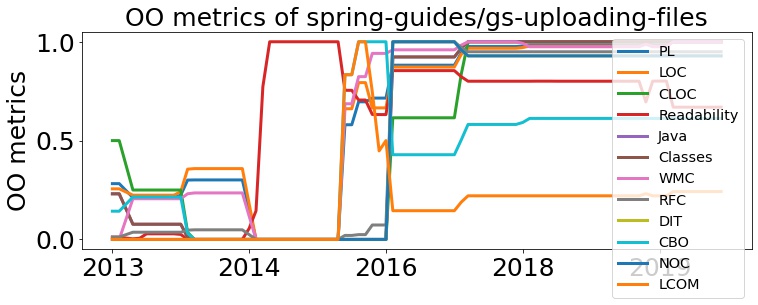 OO metrics of spring-guides/gs-uploading-files
OO metrics
1.0
0.5
0.0
2013
2014
2016
2018
2019
PL
LOC
CLOC
Readability
Java
Classes
WMC
RFC
DIT
CBO
NOC
LCOM